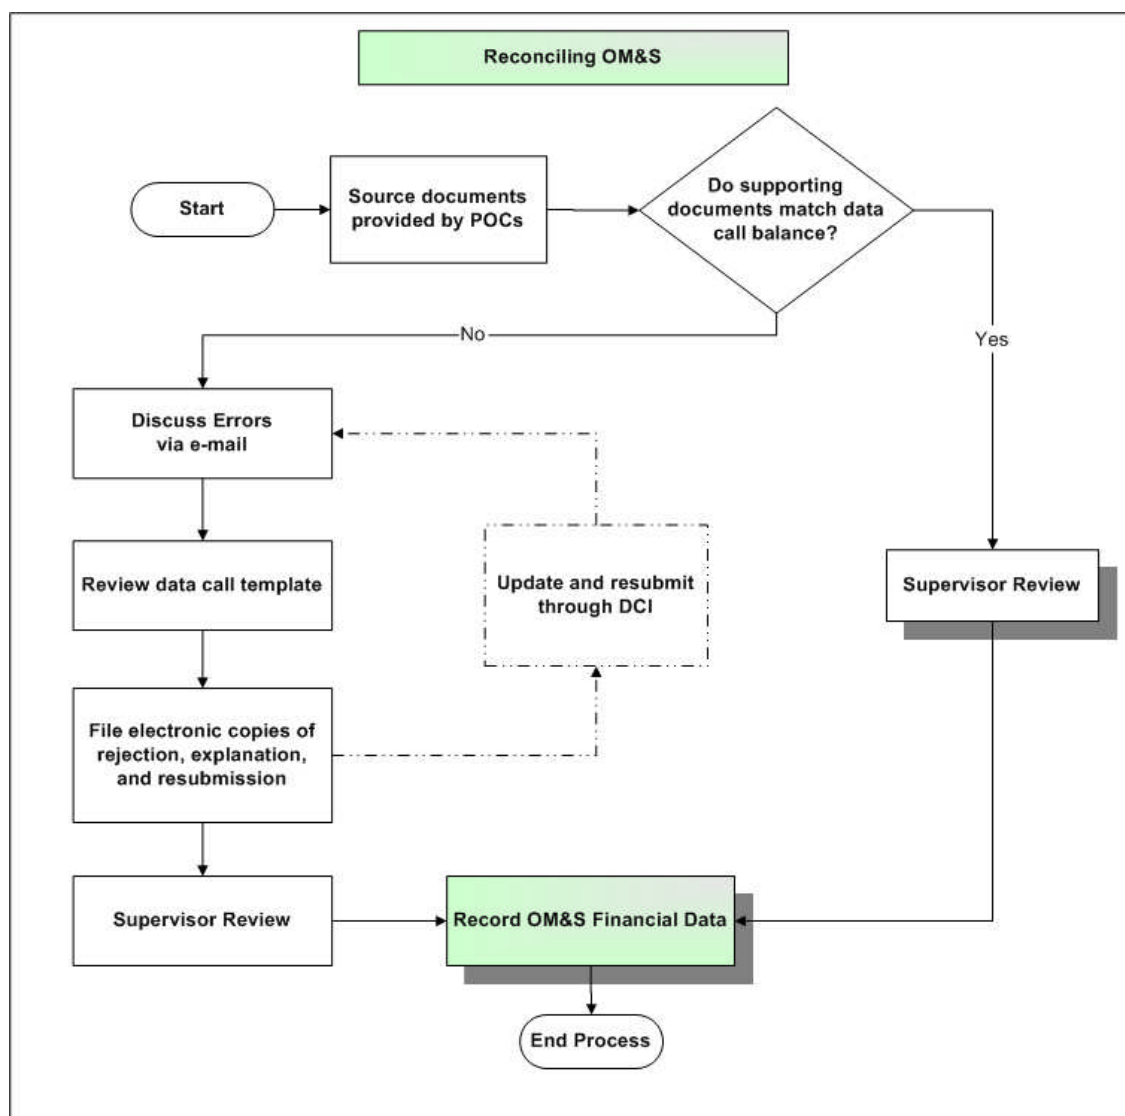 Reconciling OM&S
Start
Source documents
provided by POCs
Do supporting
documents match data
call balance?
No
Yes
Discuss Errors
via e-mail
Review data call template
Update and resubmit
through DCI
Supervisor Review
File electronic copies of
rejection, explanation,
and resubmission
Supervisor Review
Record OM&S Financial Data
End Process